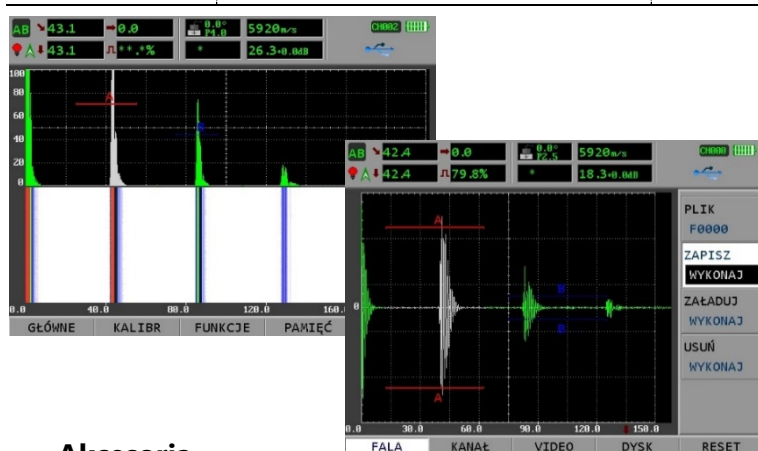 AB 43.1 0.0 0.0° P4.0 5920m/s CH002
A 43.1 **.*% * 26.3+0.0dB
100
80
60
40
20
0
A
B
0.0 40.0 80.0 120.0 160.
GŁÓWNE KALIBR FUNKCJE PAMIĘĆ
AB 42.4 0.0 0.0° P2.5 5920m/s CH000
A 42.4 79.8% * 18.3+0.0dB
A
B
0
B
A
0.0 30.0 60.0 90.0 120.0 150.0
PLIK
F0000
ZAPISZ
WYKONAJ
ZAŁADUJ
WYKONAJ
USUŃ
WYKONAJ
FALA KANAŁ VIDEO DYSK RESET
Akcesoria